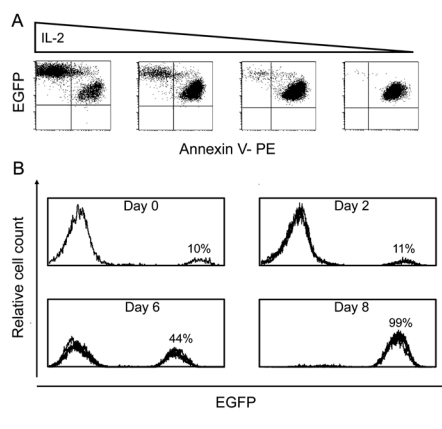 A
IL-2
EGFP
Annexin V- PE
B
Relative cell count
Day 0
10%
Day 2
11%
Day 6
44%
Day 8
99%
EGFP